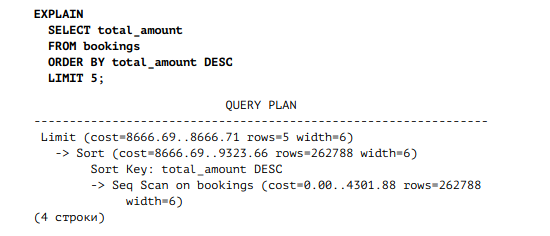 EXPLAIN
SELECT total_amount
FROM bookings
ORDER BY total_amount DESC
LIMIT 5;
QUERY PLAN
-----------------------------------------------------------------
Limit (cost=8666.69..8666.71 rows=5 width=6)
-> Sort (cost=8666.69..9323.66 rows=262788 width=6)
Sort Key: total_amount DESC
-> Seq Scan on bookings (cost=0.00..4301.88 rows=262788
width=6)
(4 строки)